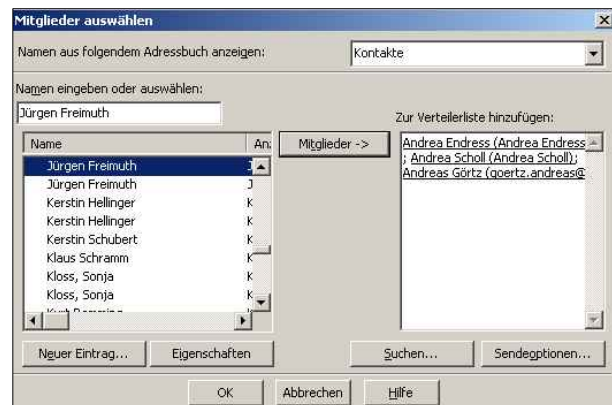 Mitglieder auswählen
Namen aus folgendem Adressbuch anzeigen:
Kontakte
Namen eingeben oder auswählen:
Jürgen Freimuth
Zur Verteilerliste hinzufügen:
Name
Mitglieder ->
Andrea Endress (Andrea Endress
; Andrea Scholl (Andrea Scholl);
Andreas Görtz (goertz.andreas@
Jürgen Freimuth
Jürgen Freimuth
Kerstin Hellinger K
Kerstin Hellinger K
Kerstin Schubert K
Klaus Schramm K
Kloss, Sonja K
Kloss, Sonja K
Neuer Eintrag...
Eigenschaften
Suchen...
Sendeoptionen...
OK
Abbrechen
Hilfe